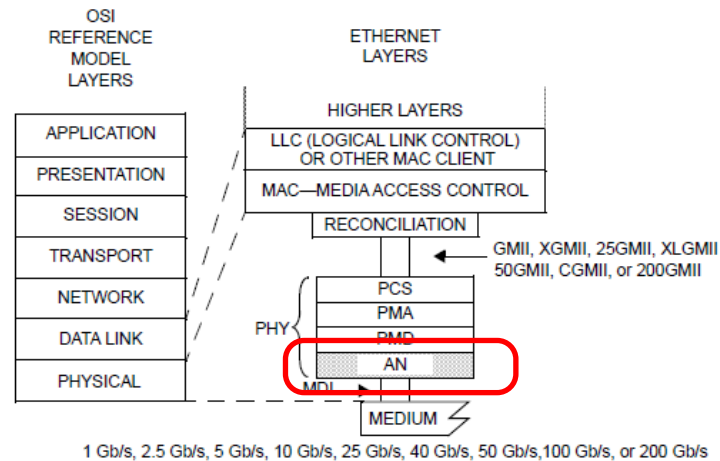 OSI
REFERENCE
MODEL
LAYERS
ETHERNET
LAYERS
HIGHER LAYERS
APPLICATION
PRESENTATION
SESSION
TRANSPORT
NETWORK
DATA LINK
PHYSICAL
LLC (LOGICAL LINK CONTROL)
OR OTHER MAC CLIENT
MAC—MEDIA ACCESS CONTROL
RECONCILIATION
GMII, XGMII, 25GMII, XLGMII
50GMII, CGMII, or 200GMII
PHY
PCS
PMA
PMD
AN
MDI
MEDIUM
1 Gb/s, 2.5 Gb/s, 5 Gb/s, 10 Gb/s, 25 Gb/s, 40 Gb/s, 50 Gb/s,100 Gb/s, or 200 Gb/s